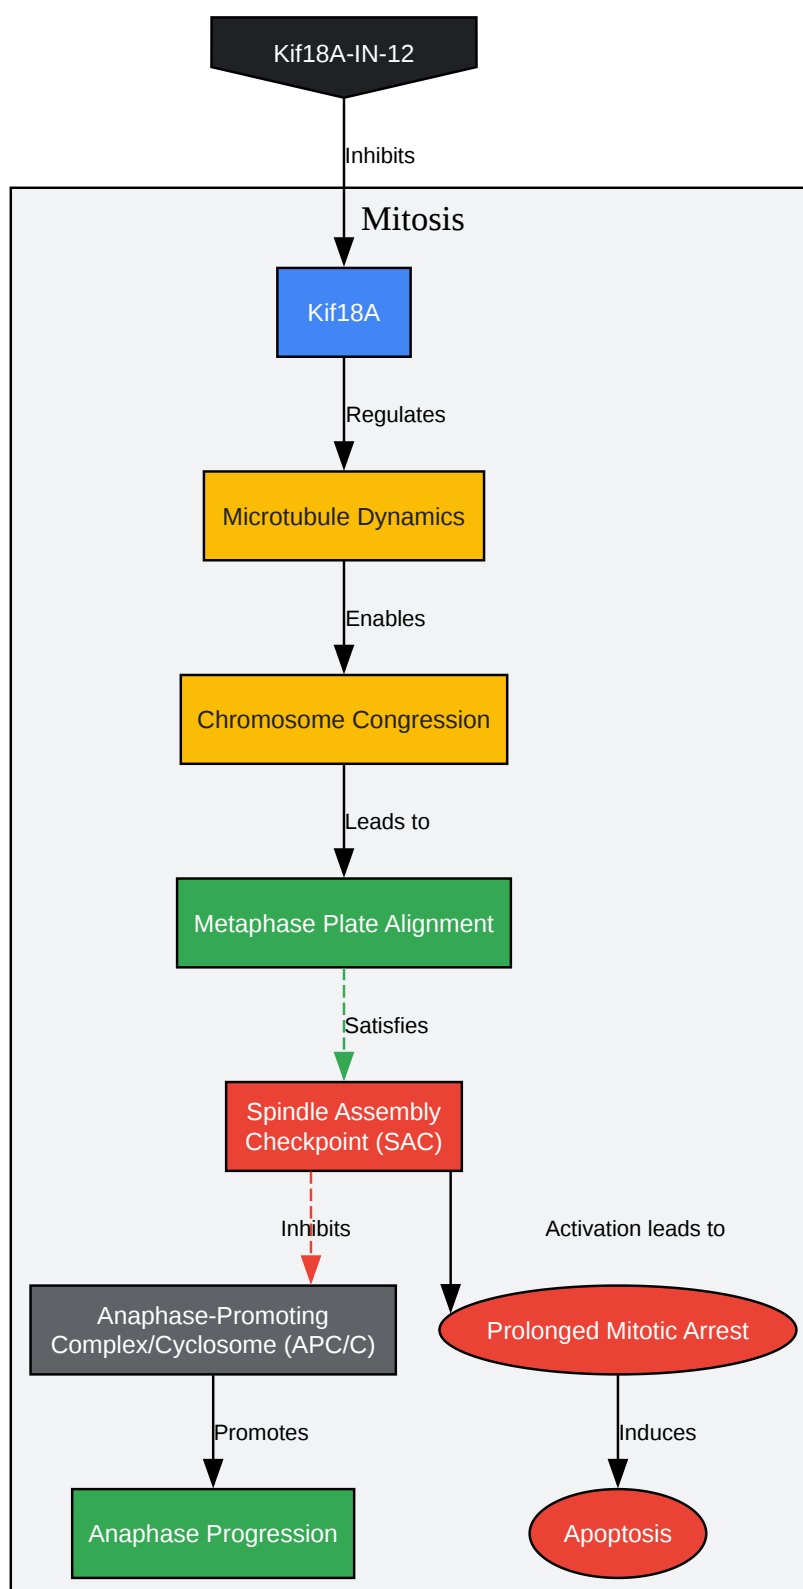 Kif18A-IN-12
Inhibits
Mitosis
Kif18A
Regulates
Microtubule Dynamics
Enables
Chromosome Congression
Leads to
Metaphase Plate Alignment
Satisfies
Spindle Assembly
Checkpoint (SAC)
Inhibits
Activation leads to
Anaphase-Promoting
Complex/Cyclosome (APC/C)
Prolonged Mitotic Arrest
Promotes
Induces
Anaphase Progression
Apoptosis